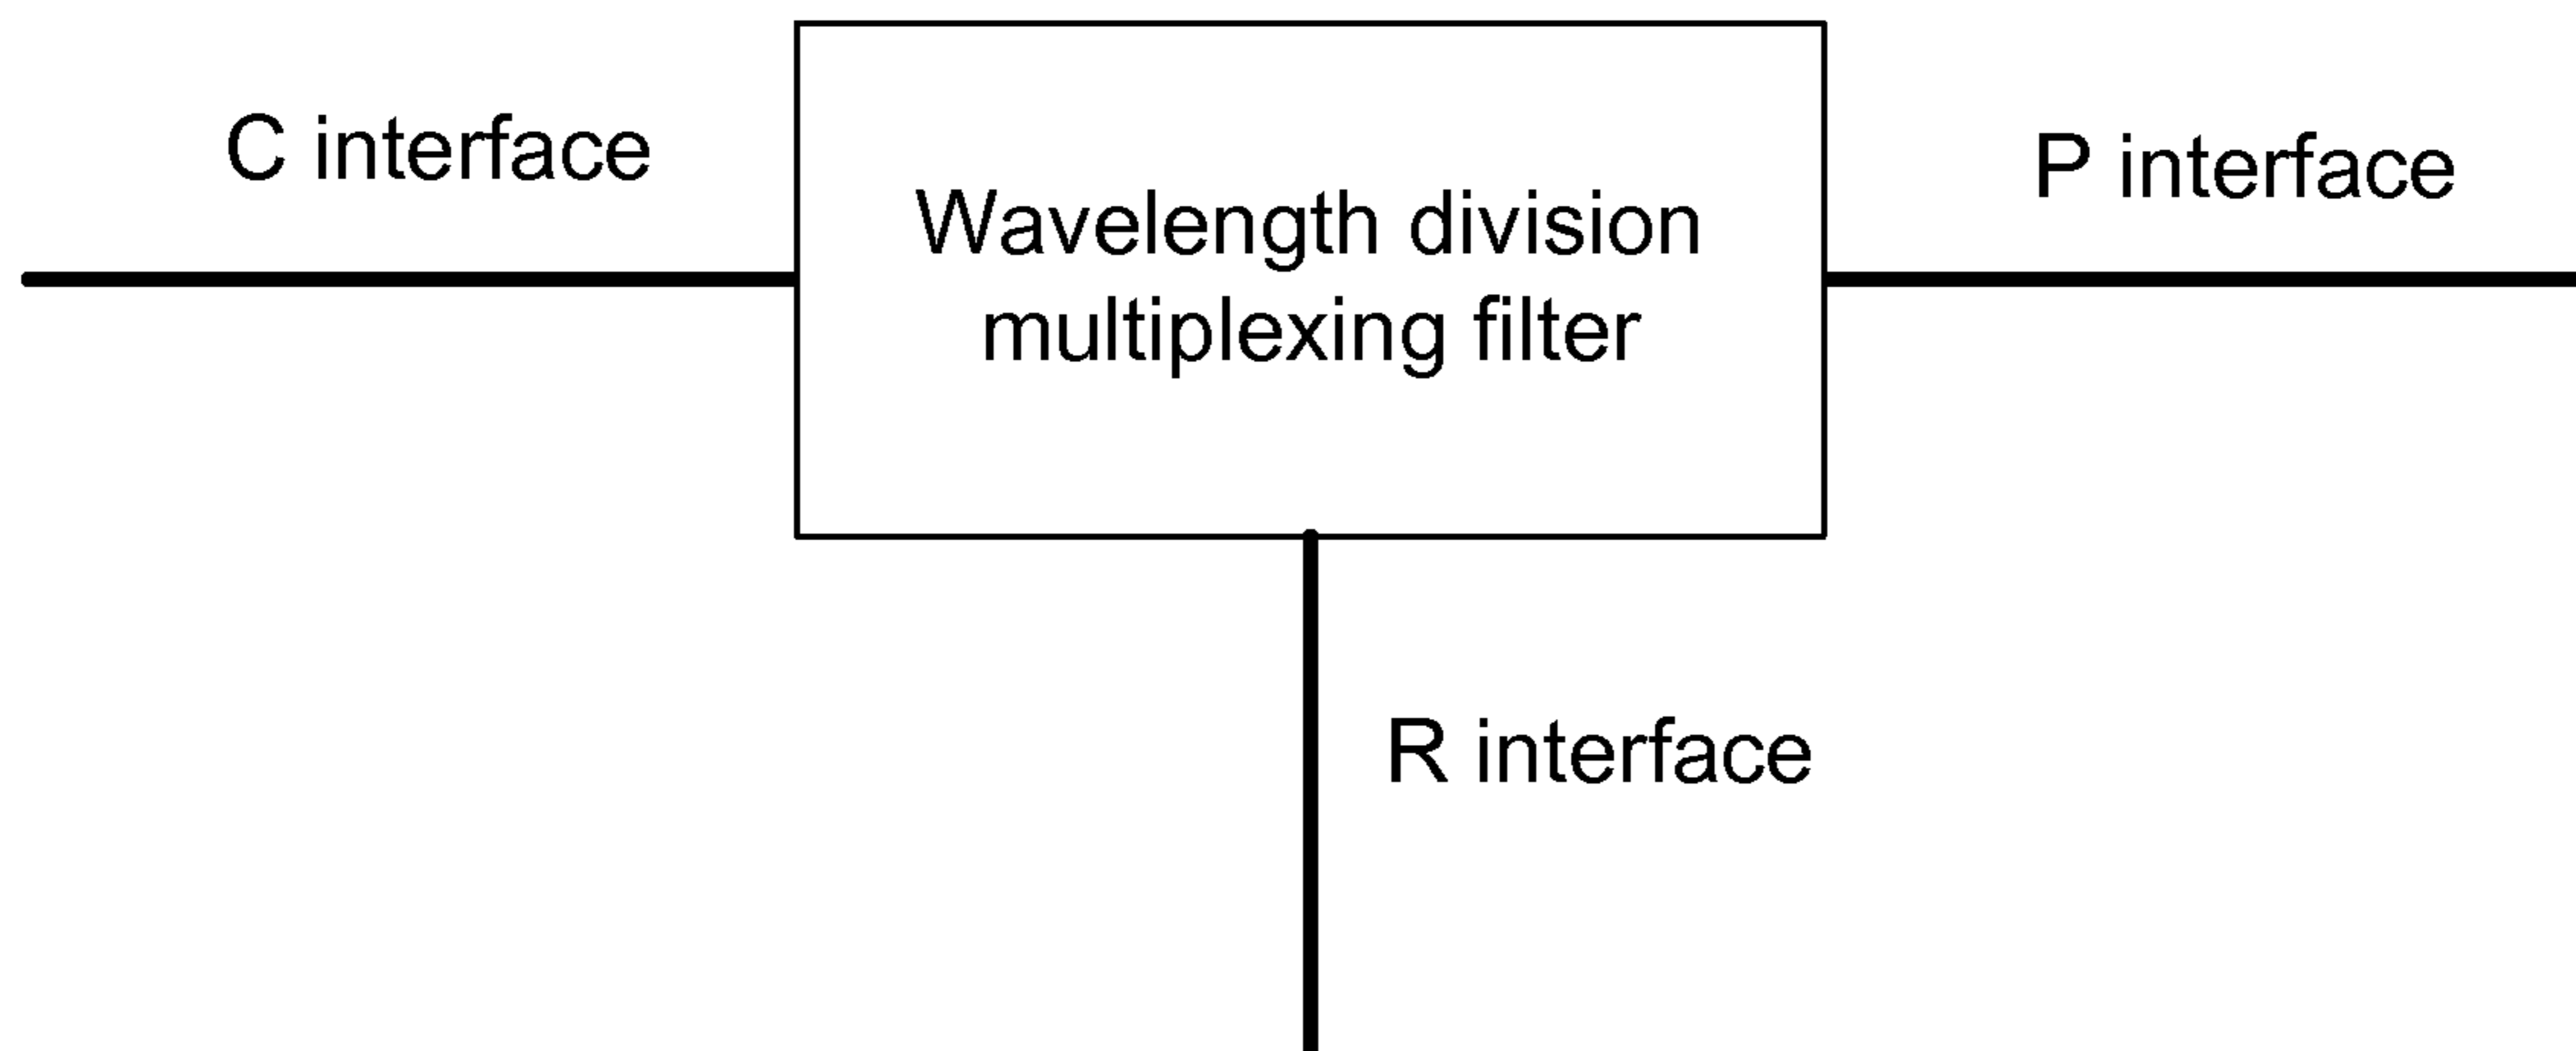 C interface
Wavelength division
multiplexing filter
P interface
R interface